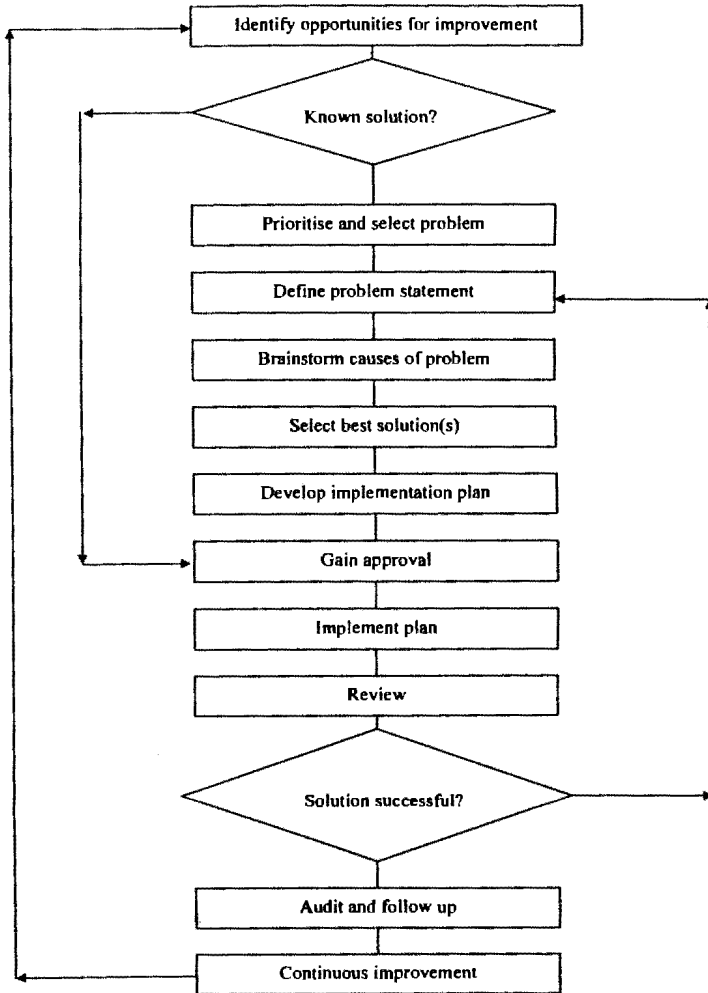 Identify opportunities for improvement
Known solution?
Prioritise and select problem
Define problem statement
Brainstorm causes of problem
Select best solution(s)
Develop implementation plan
Gain approval
Implement plan
Review
Solution successful?
Audit and follow up
Continuous improvement